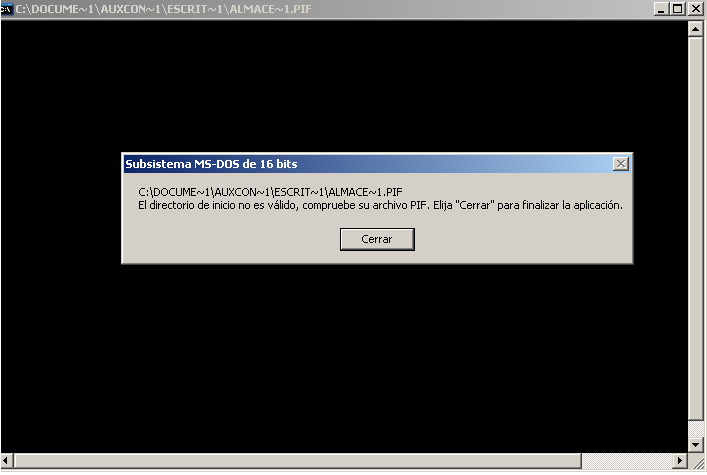 C:\DOCUME~1\AUXCON~1\ESCRIT~1\ALMACE~1.PIF
Subsistema MS-DOS de 16 bits
C:\DOCUME~1\AUXCON~1\ESCRIT~1\ALMACE~1.PIF
El directorio de inicio no es válido, compruebe su archivo PIF. Elija "Cerrar" para finalizar la aplicación.
Cerrar